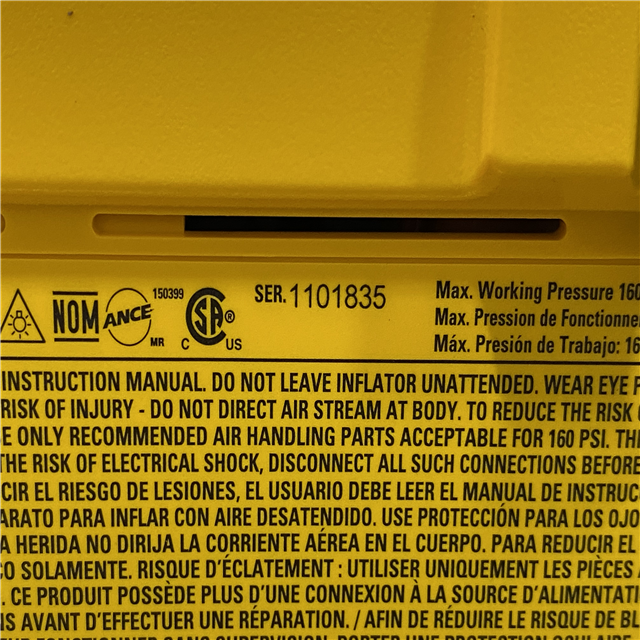 NOM ANCE MR 150399 C SA ® US SER. 1101835 Max. Working Pressure 160
Max. Pression de Fonctionne
Máx. Presión de Trabajo: 16
INSTRUCTION MANUAL. DO NOT LEAVE INFLATOR UNATTENDED. WEAR EYE P
RISK OF INJURY - DO NOT DIRECT AIR STREAM AT BODY. TO REDUCE THE RISK
E ONLY RECOMMENDED AIR HANDLING PARTS ACCEPTABLE FOR 160 PSI. THI
THE RISK OF ELECTRICAL SHOCK, DISCONNECT ALL SUCH CONNECTIONS BEFORE
CIR EL RIESGO DE LESIONES, EL USUARIO DEBE LEER EL MANUAL DE INSTRUC
ARATO PARA INFLAR CON AIRE DESATENDIDO. USE PROTECCIÓN PARA LOS OJO
A HERIDA NO DIRIJA LA CORRIENTE AÉREA EN EL CUERPO. PARA REDUCIR EL
CO SOLAMENTE. RISQUE D'ÉCLATEMENT : UTILISER UNIQUEMENT LES PIÈCES
. CE PRODUIT POSSÈDE PLUS D'UNE CONNEXION À LA SOURCE D'ALIMENTATI
NS AVANT D'EFFECTUER UNE RÉPARATION. / AFIN DE RÉDUIRE LE RISQUE DE B